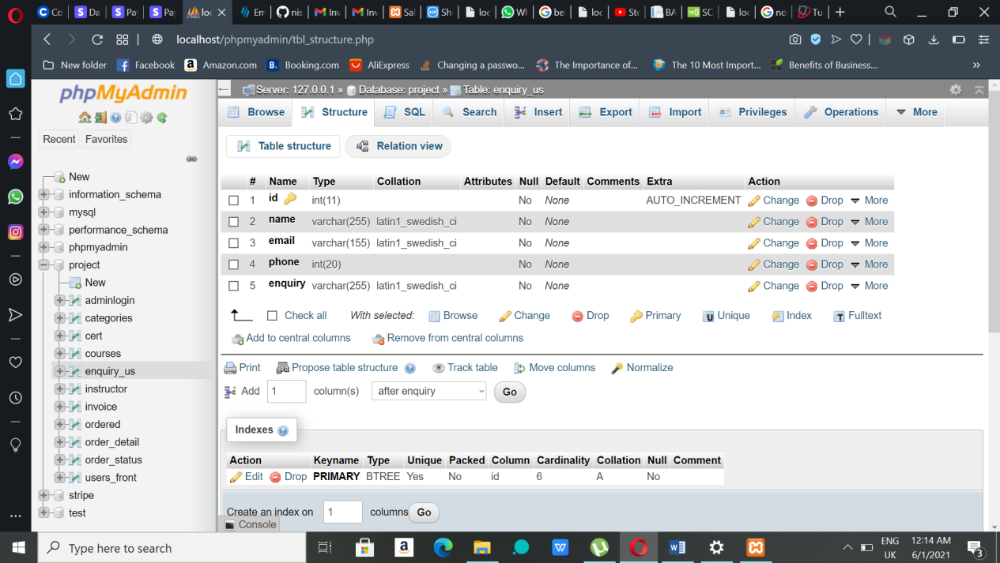 Co Da Pay Pay loc Em nis Inv Inv Sal Sho loc Wh be loc Ste BA SC loc no Tu
localhost/phpmyadmin/tbl_structure.php
New folder Facebook Amazon.com Booking.com AliExpress Changing a passwo... The Importance of... The 10 Most Import... Benefits of Business... »
phpMyAdmin
Recent Favorites
New
information_schema
mysql
performance_schema
phpmyadmin
project
New
adminlogin
categories
cert
courses
enquiry_us
instructor
invoice
ordered
order_detail
order_status
users_front
stripe
test
Server: 127.0.0.1 » Database: project » Table: enquiry_us
Browse Structure SQL Search Insert Export Import Privileges Operations More
Table structure Relation view
# Name Type Collation Attributes Null Default Comments Extra Action
1 id int(11) No None AUTO_INCREMENT Change Drop More
2 name varchar(255) latin1_swedish_ci No None Change Drop More
3 email varchar(155) latin1_swedish_ci No None Change Drop More
4 phone int(20) No None Change Drop More
5 enquiry varchar(255) latin1_swedish_ci No None Change Drop More
Check all With selected: Browse Change Drop Primary Unique Index Fulltext
Add to central columns Remove from central columns
Print Propose table structure Track table Move columns Normalize
Add 1 column(s) after enquiry Go
Indexes
Action Keyname Type Unique Packed Column Cardinality Collation Null Comment
Edit Drop PRIMARY BTREE Yes No id 6 A No
Create an index on 1 columns Go
Console
Type here to search
ENG 12:14 AM
UK 6/1/2021 3